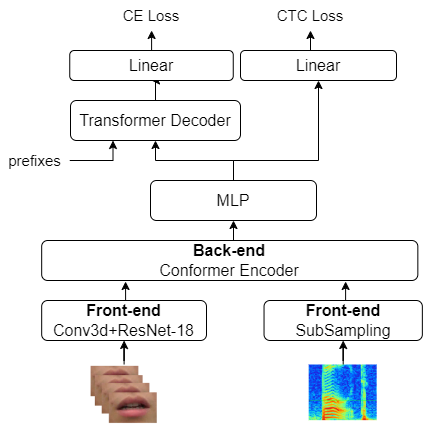 CE Loss
CTC Loss
Linear
Linear
Transformer Decoder
prefixes
MLP
Back-end
Conformer Encoder
Front-end
Conv3d+ResNet-18
Front-end
SubSampling